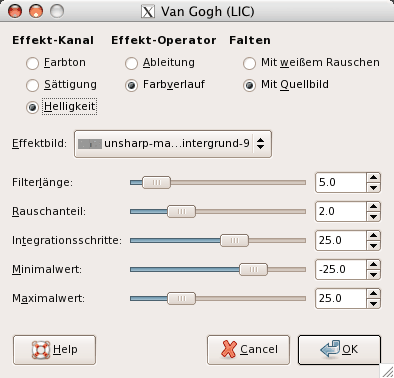 Van Gogh (LIC)
Effekt-Kanal Effekt-Operator Falten
Farbton Ableitung Mit weißem Rauschen
Sättigung Farbverlauf Mit Quellbild
Helligkeit
Effektbild: unsharp-ma...intergrund-9
Filterlänge: 5.0
Rauschanteil: 2.0
Integrationsschritte: 25.0
Minimalwert: -25.0
Maximalwert: 25.0
Help Cancel OK